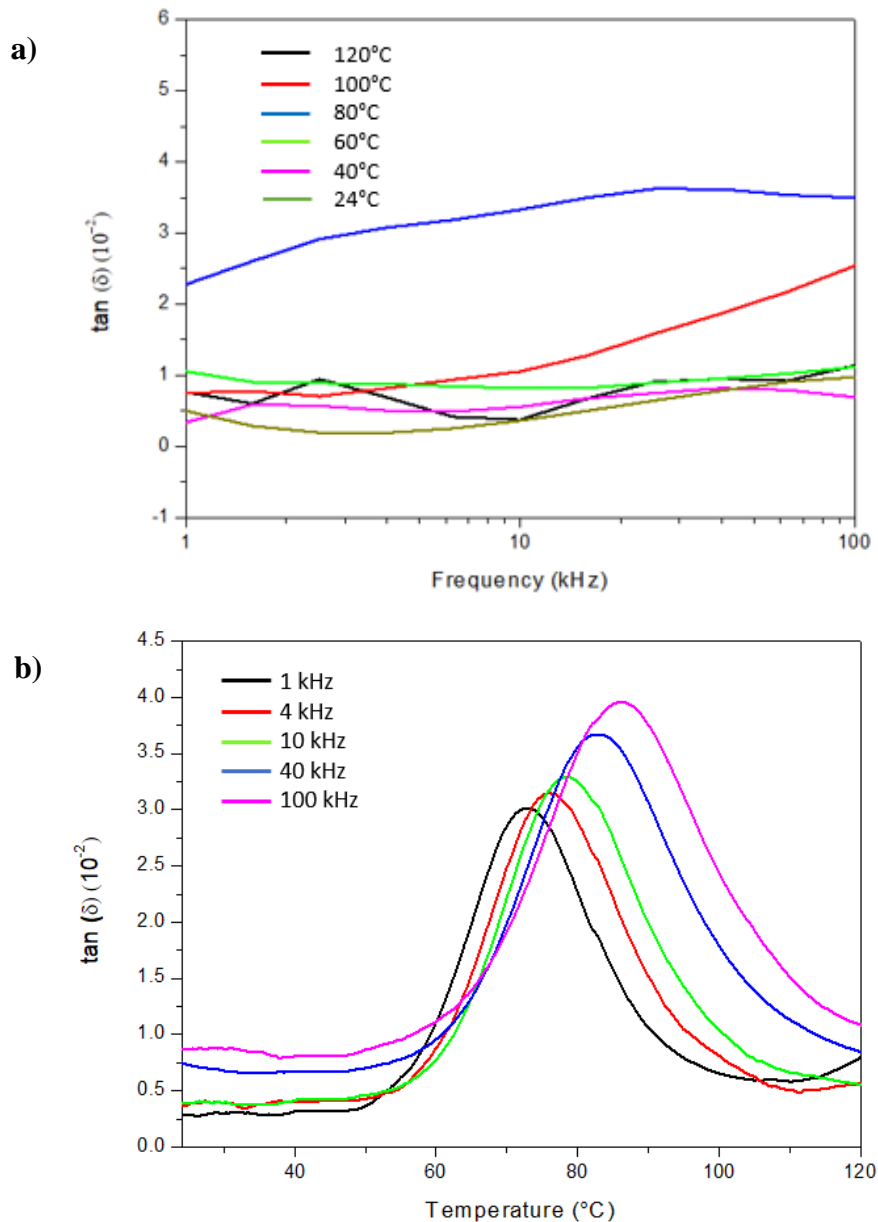 a)
6
5
4
3
2
1
0
-1
tan (δ) (10⁻²)
120°C
100°C
80°C
60°C
40°C
24°C
1
10
100
Frequency (kHz)
b)
4.5
4.0
3.5
3.0
2.5
2.0
1.5
1.0
0.5
0.0
tan (δ) (10⁻²)
1 kHz
4 kHz
10 kHz
40 kHz
100 kHz
40
60
80
100
120
Temperature (°C)